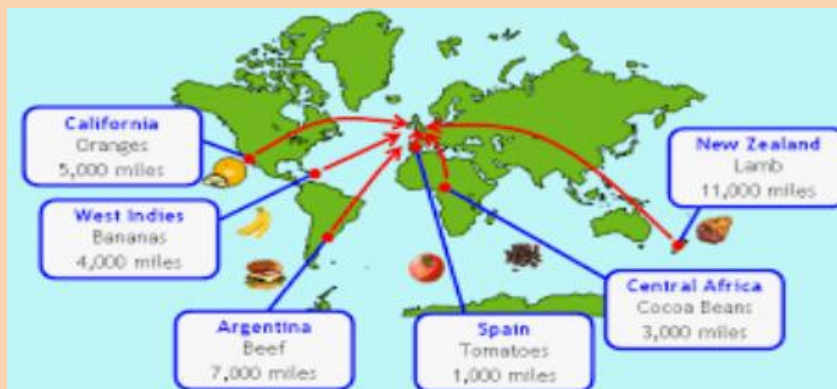 California
Oranges
5,000 miles
West Indies
Bananas
4,000 miles
Argentina
Beef
7,000 miles
Spain
Tomatoes
1,000 miles
Central Africa
Cocoa Beans
3,000 miles
New Zealand
Lamb
11,000 miles